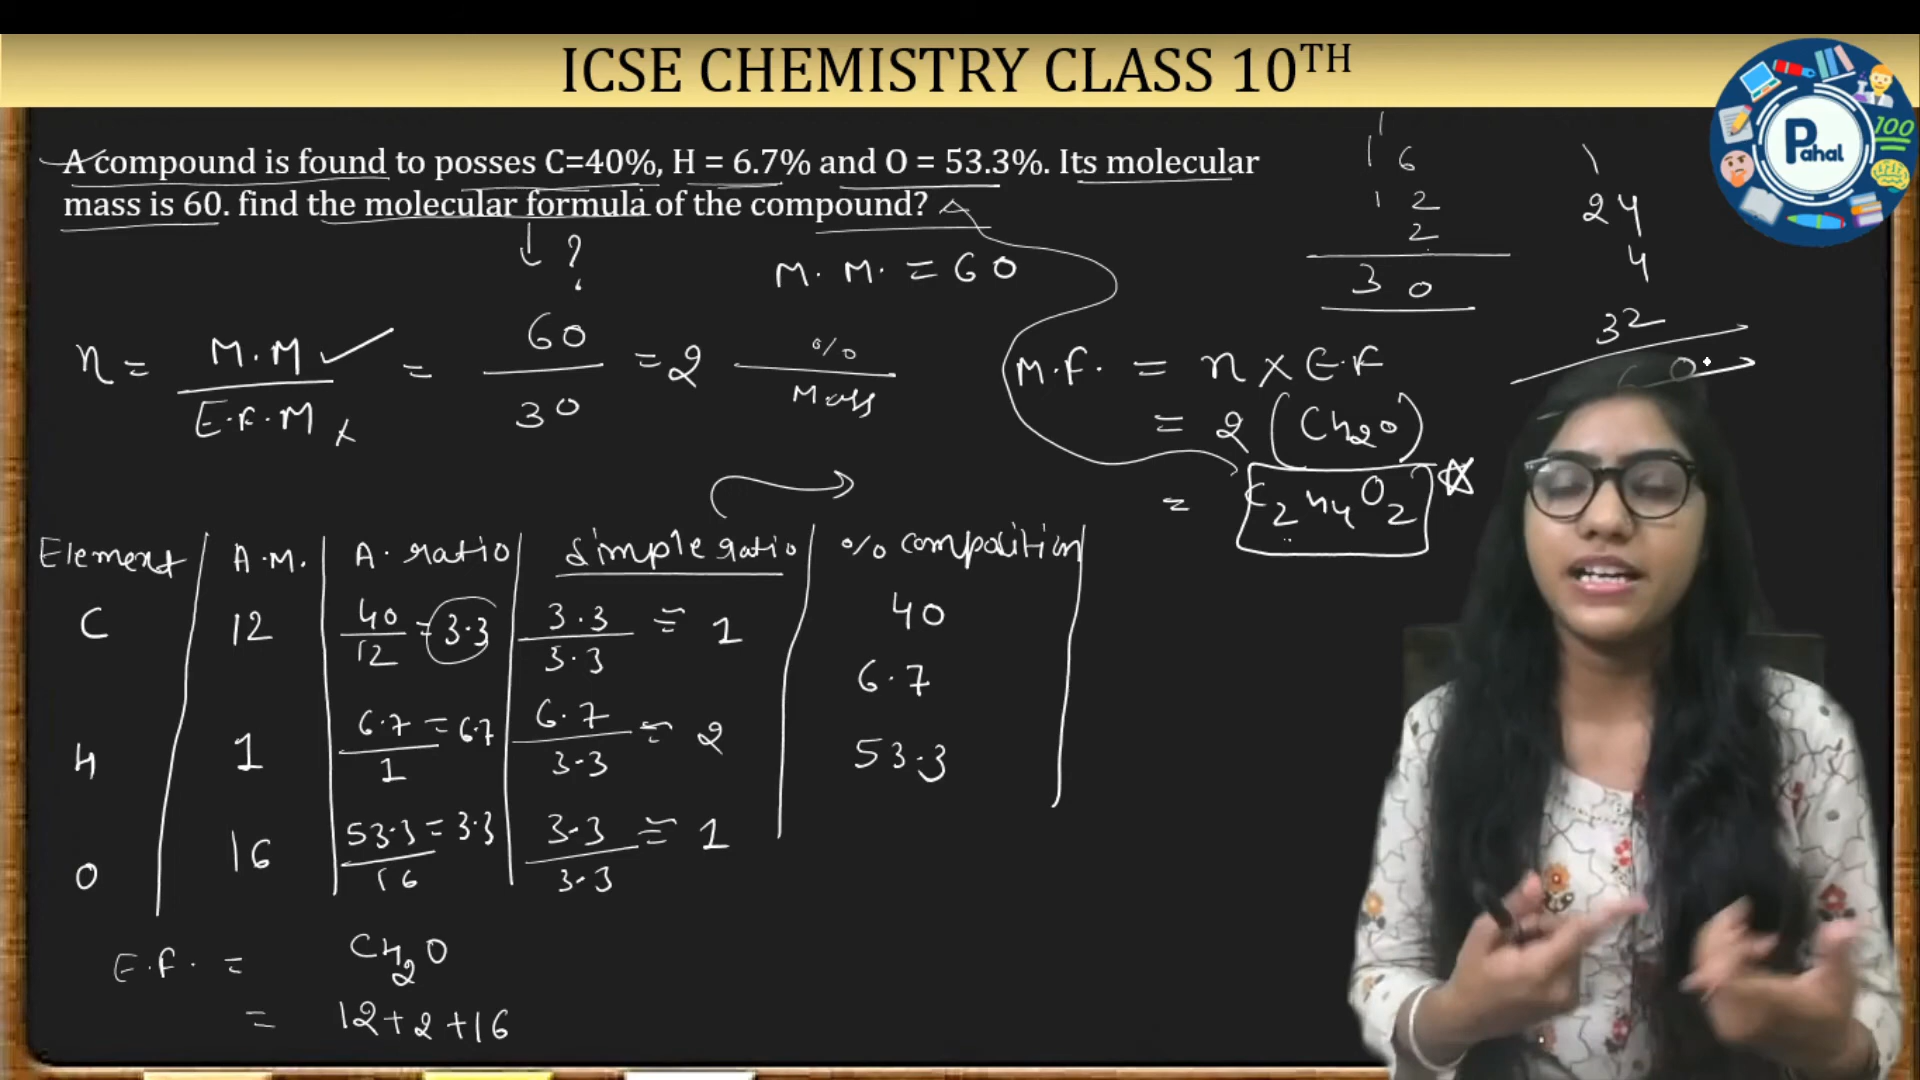 ICSE CHEMISTRY CLASS 10TH
Pahal
100
A compound is found to posses C=40%, H = 6.7% and O = 53.3%. Its molecular
mass is 60. find the molecular formula of the compound?
?
M. M. = 60
n = M.M / E.F.M = 60 / 30 = 2
% / Mass
16
12
2
30
24
4
32
60
M.F. = n x E.F
= 2 (CH2O)
= C2H4O2
Element | A.M. | A. ratio | Simple ratio | % composition
C | 12 | 40/12 = 3.3 | 3.3/3.3 = 1 | 40
H | 1 | 6.7/1 = 6.7 | 6.7/3.3 = 2 | 6.7
O | 16 | 53.3/16 = 3.3 | 3.3/3.3 = 1 | 53.3
E.F. = CH2O
= 12+2+16